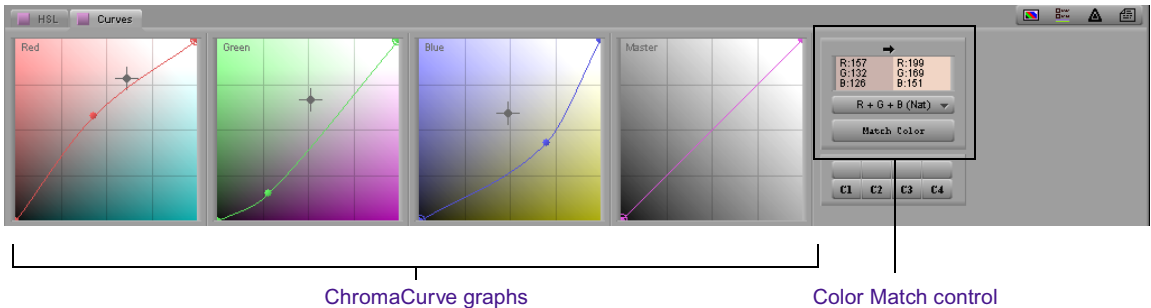 HSL
Curves
Red
Green
Blue
Master
R:157
G:132
B:126
R:199
G:169
B:151
R + G + B (Nat)
Match Color
C1
C2
C3
C4
ChromaCurve graphs
Color Match control